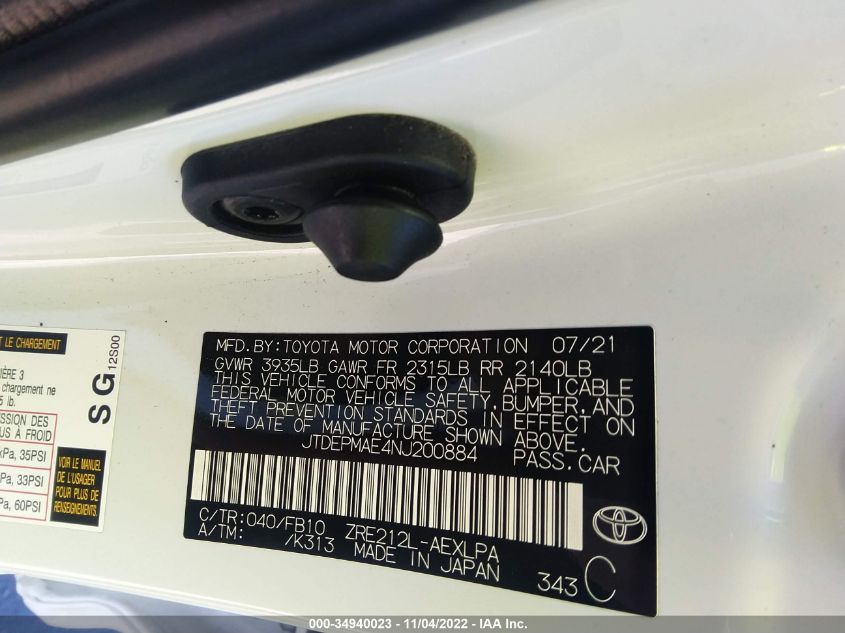 T LE CHARGEMENT
IÈRE 3
chargement ne
5 lb.
SSION DES
US À FROID
kPa, 35PSI
Pa, 33PSI
Pa, 60PSI
VOIR LE MANUEL
DE L'USAGER
POUR PLUS DE
RENSEIGNEMENTS.
SG 12S00
MFD. BY: TOYOTA MOTOR CORPORATION 07/21
GVWR 3935LB GAWR FR 2315LB RR 2140LB
THIS VEHICLE CONFORMS TO ALL APPLICABLE
FEDERAL MOTOR VEHICLE SAFETY, BUMPER, AND
THEFT PREVENTION STANDARDS IN EFFECT ON
THE DATE OF MANUFACTURE SHOWN ABOVE.
JTDEPMAE4NJ200884 PASS.CAR
C/TR: 040/FB10 ZRE212L-AEXLPA
A/TM: /K313 MADE IN JAPAN
343 C
000-34940023 - 11/04/2022 - IAA Inc.